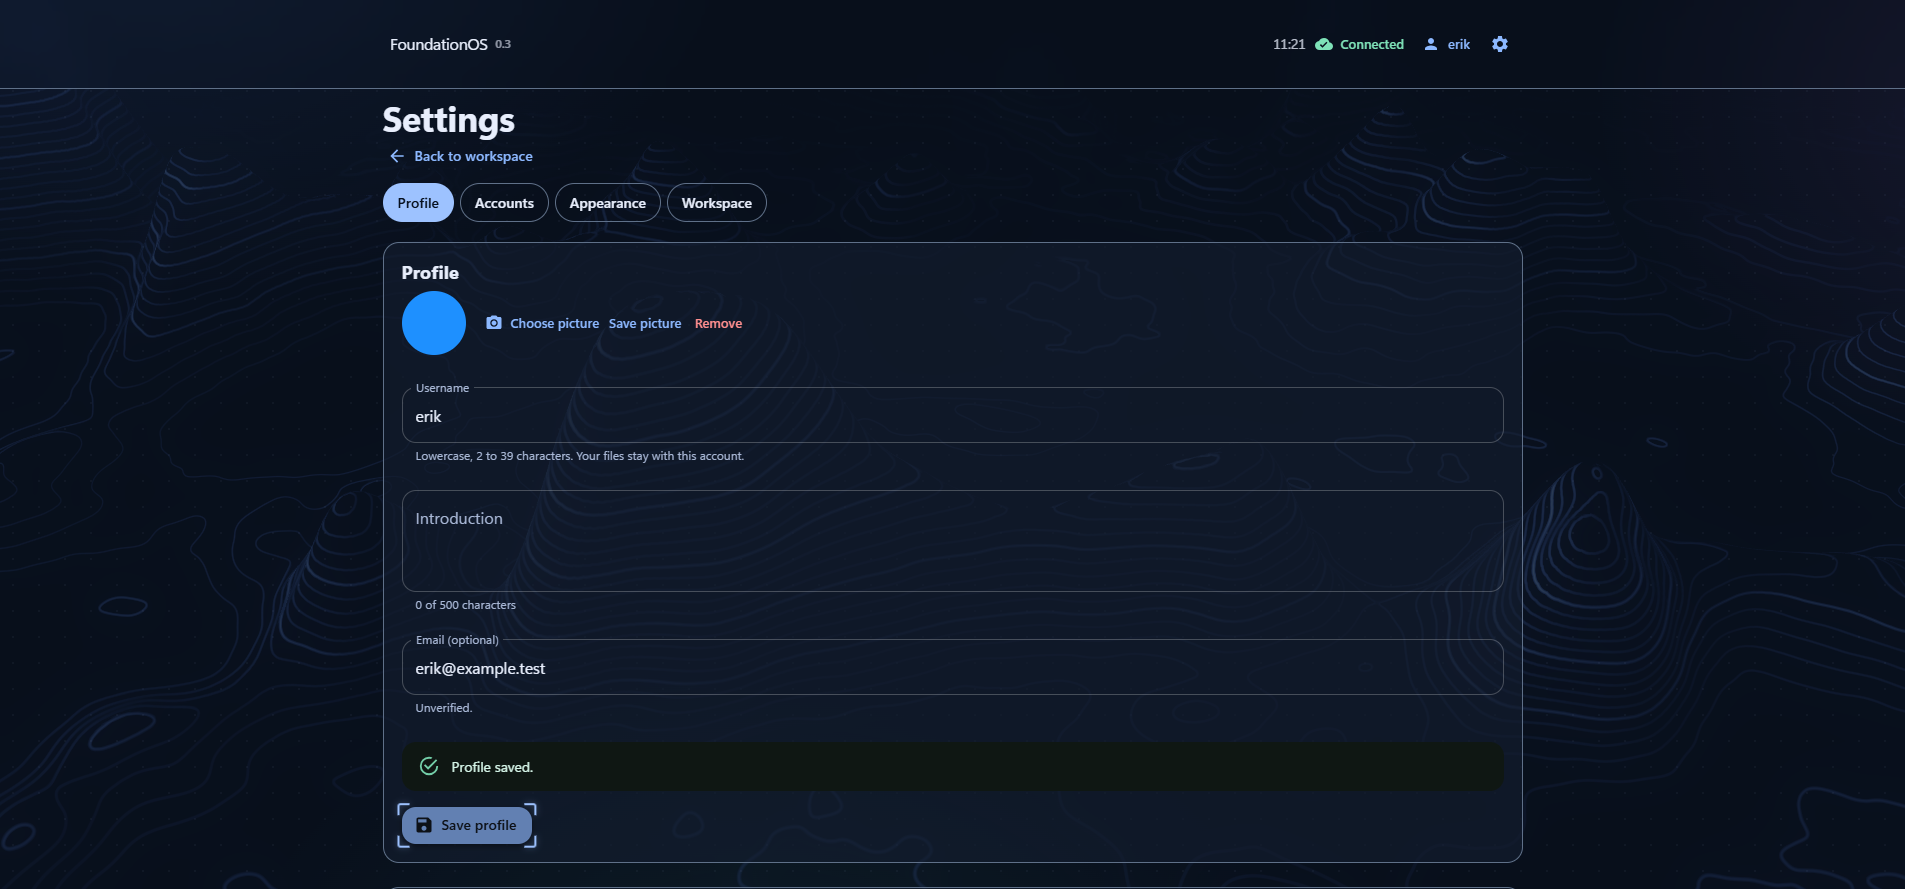 FoundationOS 0.3
11:21 Connected erik
Settings
Back to workspace
Profile Accounts Appearance Workspace
Profile
Choose picture Save picture Remove
Username
erik
Lowercase, 2 to 39 characters. Your files stay with this account.
Introduction
0 of 500 characters
Email (optional)
erik@example.test
Unverified.
Profile saved.
Save profile